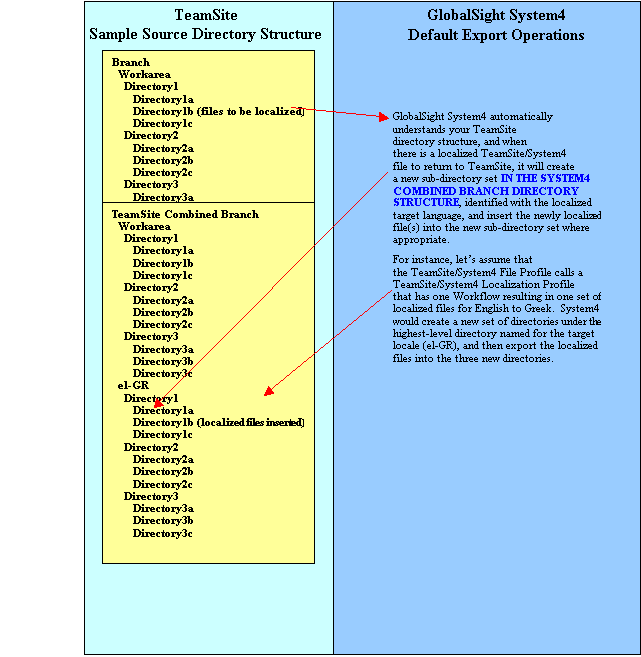 TeamSite
Sample Source Directory Structure
Branch
Workarea
Directory1
Directory1a
Directory1b (files to be localized)
Directory1c
Directory2
Directory2a
Directory2b
Directory2c
Directory3
Directory3a
TeamSite Combined Branch
Workarea
Directory1
Directory1a
Directory1b
Directory1c
Directory2
Directory2a
Directory2b
Directory2c
Directory3
Directory3a
Directory3b
Directory3c
el-GR
Directory1
Directory1a
Directory1b (localized files inserted)
Directory1c
Directory2
Directory2a
Directory2b
Directory2c
Directory3
Directory3a
Directory3b
Directory3c
GlobalSight System4
Default Export Operations
GlobalSight System4 automatically
understands your TeamSite
directory structure, and when
there is a localized TeamSite/System4
file to return to TeamSite, it will create
a new sub-directory set IN THE SYSTEM4
COMBINED BRANCH DIRECTORY
STRUCTURE, identified with the localized
target language, and insert the newly localized
file(s) into the new sub-directory set where
appropriate.
For instance, let's assume that
the TeamSite/System4 File Profile calls a
TeamSite/System4 Localization Profile
that has one Workflow resulting in one set of
localized files for English to Greek. System4
would create a new set of directories under the
highest-level directory named for the target
locale (el-GR), and then export the localized
files into the three new directories.